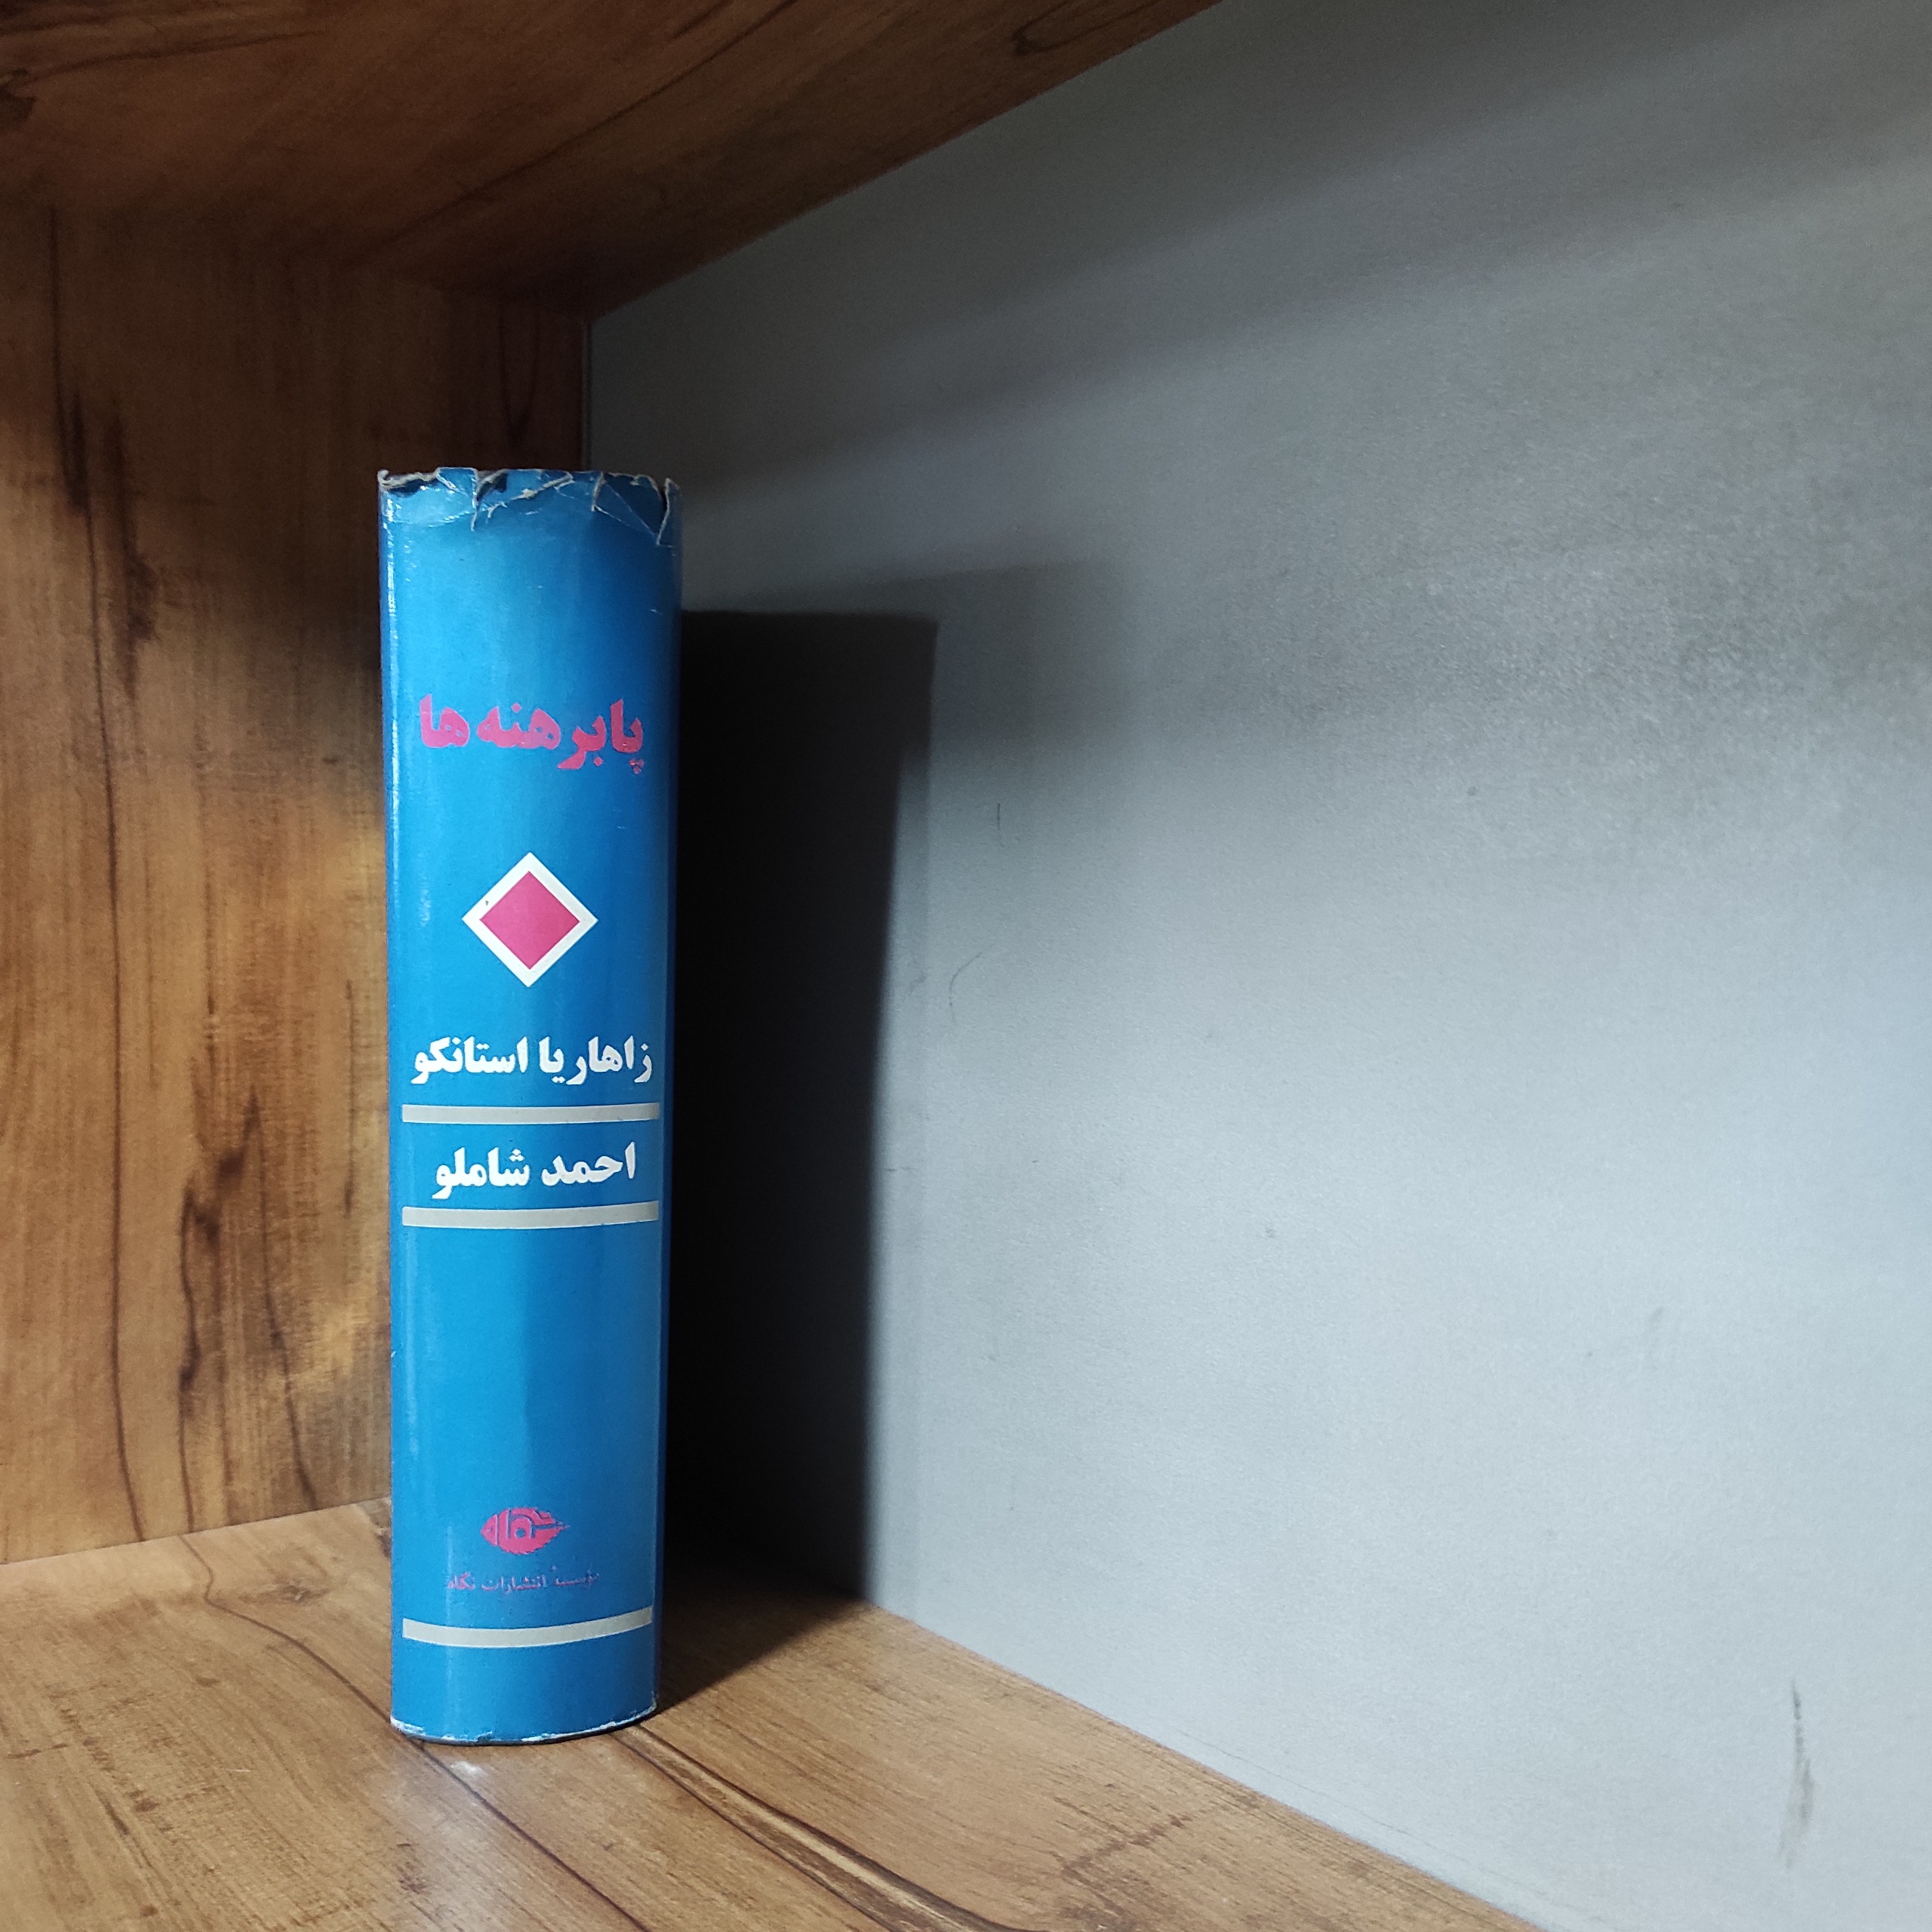 پابرهنه‌ها
زاهاریا استانکو
احمد شاملو
نگاه
مؤسسهٔ انتشارات نگاه